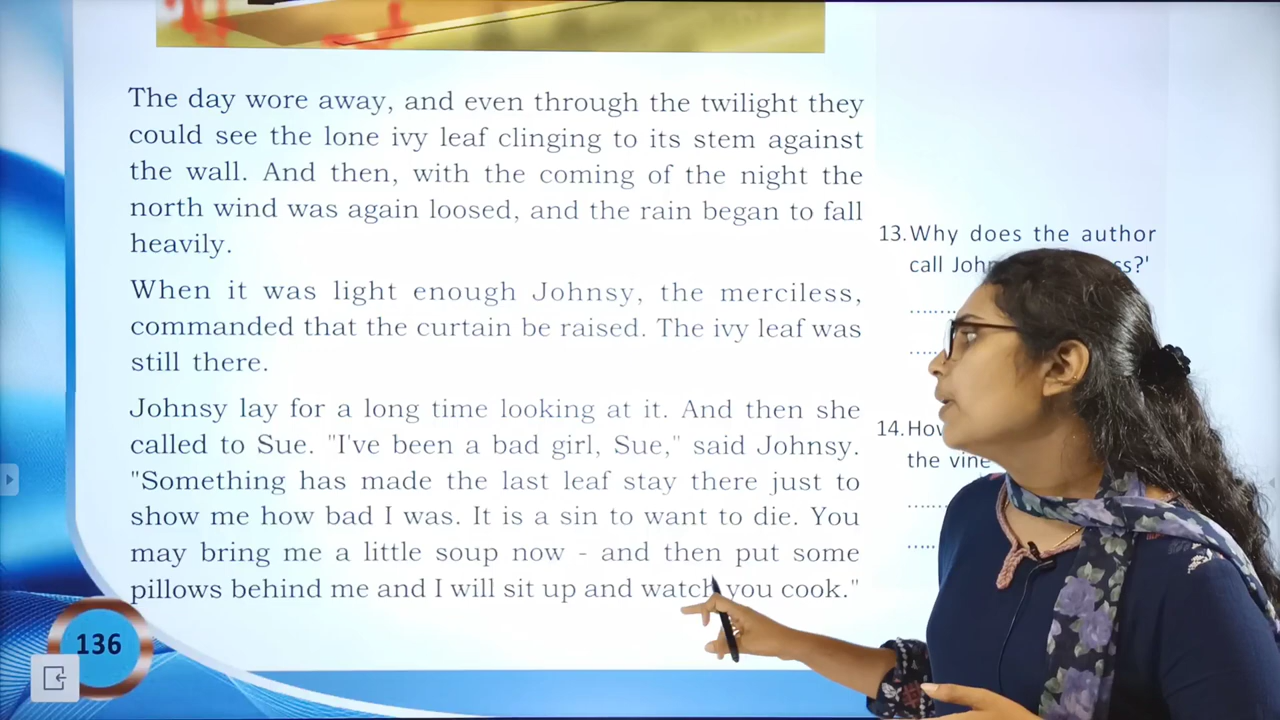 The day wore away, and even through the twilight they
could see the lone ivy leaf clinging to its stem against
the wall. And then, with the coming of the night the
north wind was again loosed, and the rain began to fall
heavily.
When it was light enough Johnsy, the merciless,
commanded that the curtain be raised. The ivy leaf was
still there.
Johnsy lay for a long time looking at it. And then she
called to Sue. "I've been a bad girl, Sue," said Johnsy.
"Something has made the last leaf stay there just to
show me how bad I was. It is a sin to want to die. You
may bring me a little soup now - and then put some
pillows behind me and I will sit up and watch you cook."
136
13.Why does the author
call
14.
the vine